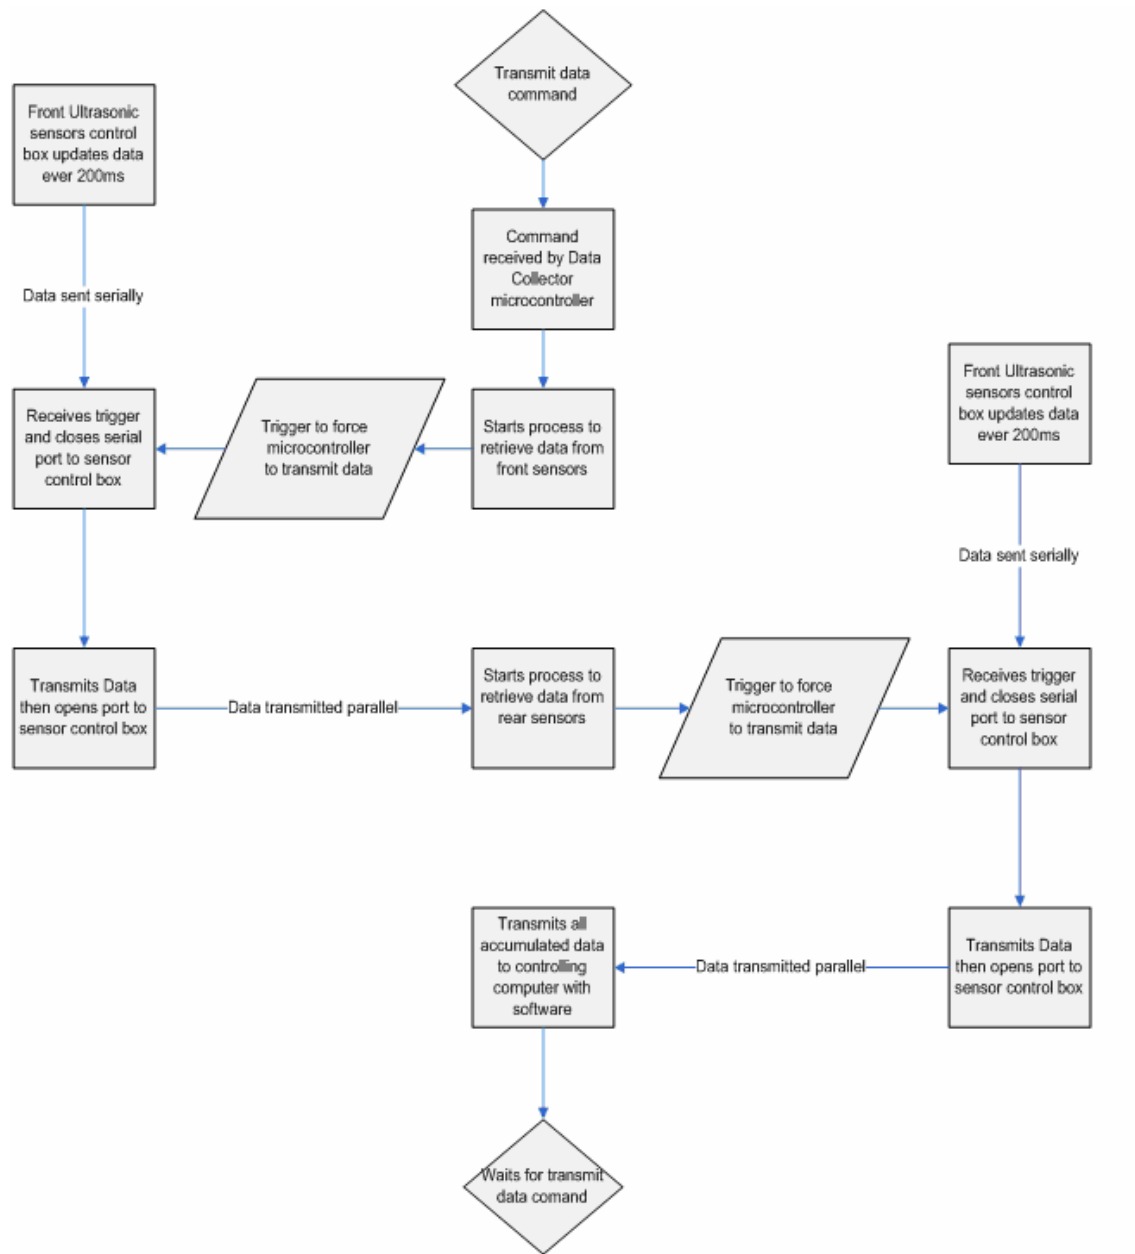 Transmit data
command
Front Ultrasonic
sensors control
box updates data
ever 200ms
Command
received by Data
Collector
microcontroller
Data sent serially
Front Ultrasonic
sensors control
box updates data
ever 200ms
Receives trigger
and closes serial
port to sensor
control box
Trigger to force
microcontroller
to transmit data
Starts process to
retrieve data from
front sensors
Data sent serially
Transmits Data
then opens port to
sensor control box
Data transmitted parallel
Starts process to
retrieve data from
rear sensors
Trigger to force
microcontroller
to transmit data
Receives trigger
and closes serial
port to sensor
control box
Transmits all
accumulated data
to controlling
computer with
software
Data transmitted parallel
Transmits Data
then opens port to
sensor control box
Waits for transmit
data comand